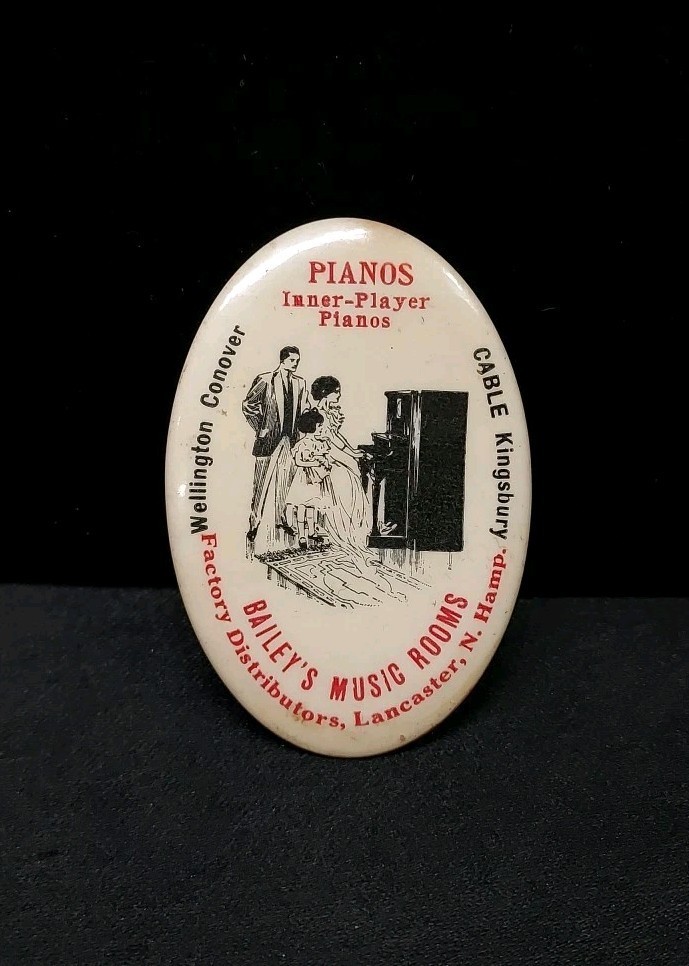 PIANOS
Inner-Player
Pianos
Wellington Conover
CABLE Kingsbury
BAILEY'S MUSIC ROOMS
Factory Distributors, Lancaster, N. Hamp.